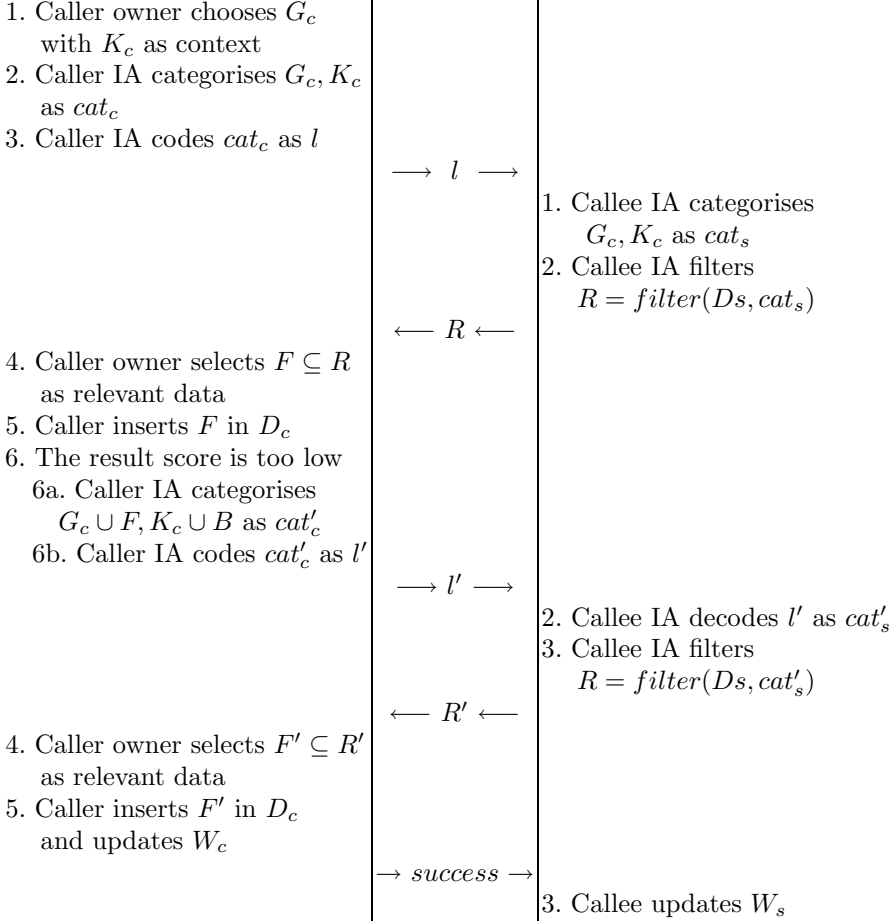 1. Caller owner chooses G_c
with K_c as context
2. Caller IA categorises G_c, K_c
as cat_c
3. Caller IA codes cat_c as l
⟶ l ⟶
1. Callee IA categorises
G_c, K_c as cat_s
2. Callee IA filters
R = filter(Ds, cat_s)
⟵ R ⟵
4. Caller owner selects F ⊆ R
as relevant data
5. Caller inserts F in D_c
6. The result score is too low
6a. Caller IA categorises
G_c ∪ F, K_c ∪ B as cat'_c
6b. Caller IA codes cat'_c as l'
⟶ l' ⟶
2. Callee IA decodes l' as cat'_s
3. Callee IA filters
R = filter(Ds, cat'_s)
⟵ R' ⟵
4. Caller owner selects F' ⊆ R'
as relevant data
5. Caller inserts F' in D_c
and updates W_c
→ success →
3. Callee updates W_s